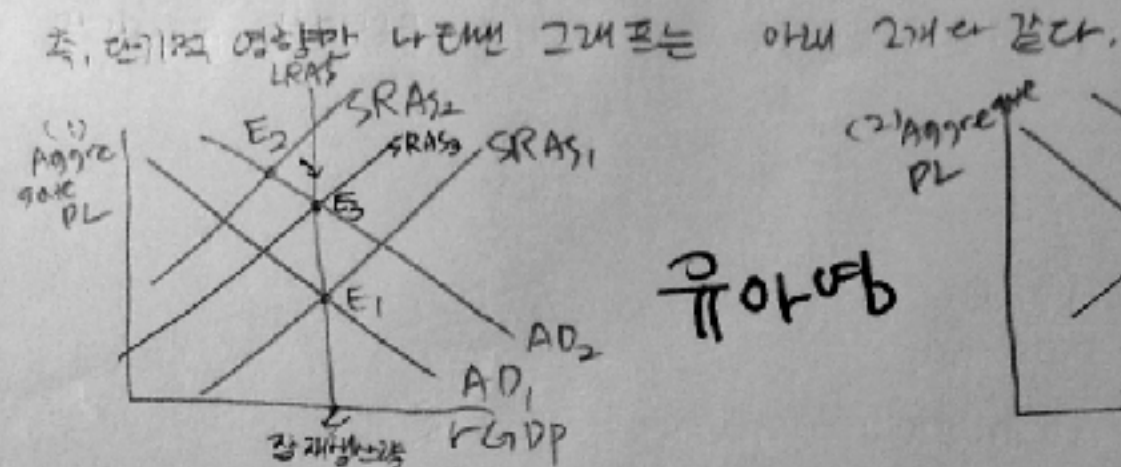 즉, 단기적 영향만 나타낸 그래프는 아래 2개와 같다.
LRAS
SRAS₂
(1)
Aggre
gate
PL
E₂
SRAS₃
SRAS₁
(2) Aggregate
PL
E₃
유아영
E₁
AD₂
AD₁
잠재생산량
rGDP